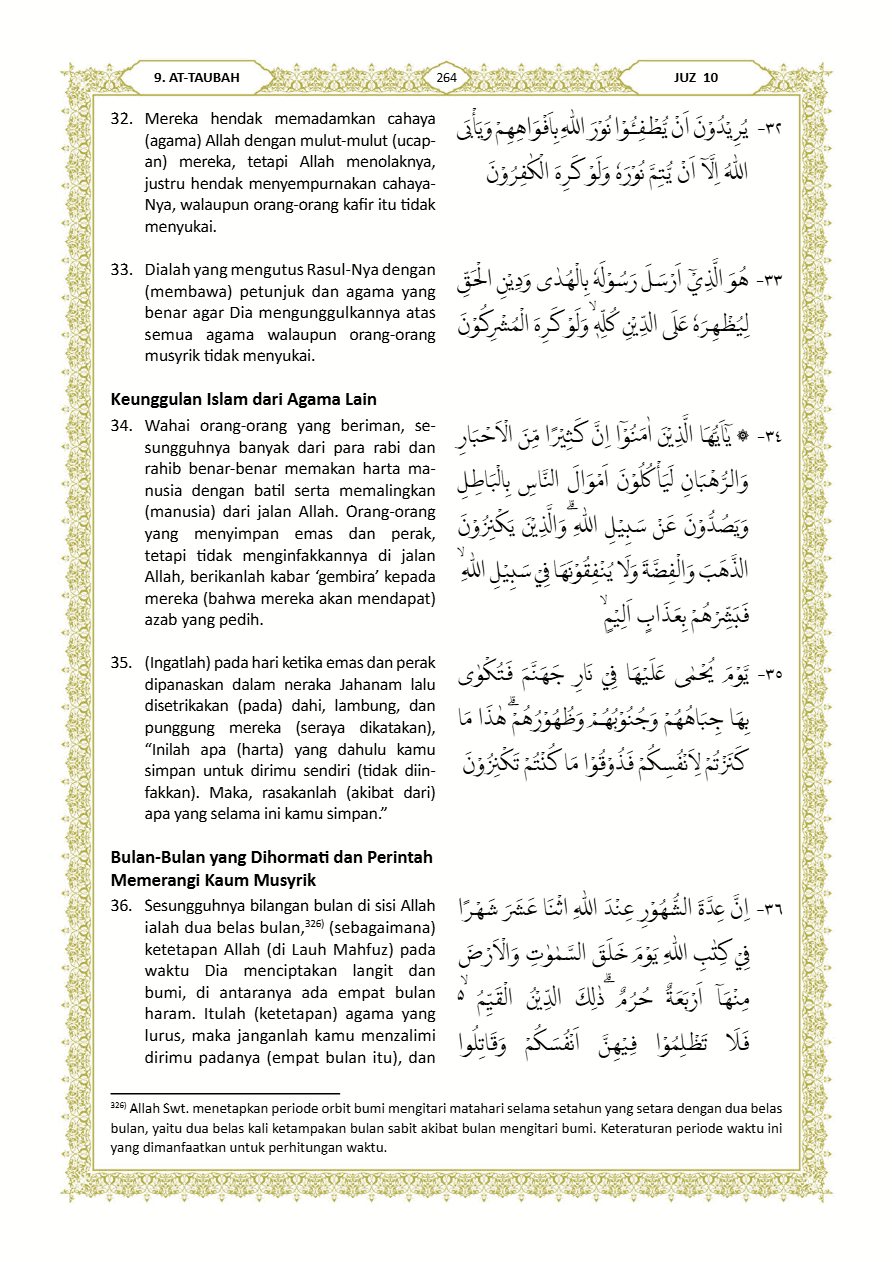 9. AT-TAUBAH
264
JUZ 10
32. Mereka hendak memadamkan cahaya
(agama) Allah dengan mulut-mulut (ucap-
an) mereka, tetapi Allah menolaknya,
justru hendak menyempurnakan cahaya-
Nya, walaupun orang-orang kafir itu tidak
menyukai.
٣٢- يُرِيْدُوْنَ اَنْ يُّطْفِـُٔوْا نُوْرَ اللّٰهِ بِاَفْوَاهِهِمْ وَيَأْبَى
اللّٰهُ اِلَّآ اَنْ يُّتِمَّ نُوْرَهٗ وَلَوْ كَرِهَ الْكٰفِرُوْنَ
33. Dialah yang mengutus Rasul-Nya dengan
(membawa) petunjuk dan agama yang
benar agar Dia mengunggulkannya atas
semua agama walaupun orang-orang
musyrik tidak menyukai.
٣٣- هُوَ الَّذِيْٓ اَرْسَلَ رَسُوْلَهٗ بِالْهُدٰى وَدِيْنِ الْحَقِّ
لِيُظْهِرَهٗ عَلَى الدِّيْنِ كُلِّهٖۙ وَلَوْ كَرِهَ الْمُشْرِكُوْنَ
Keunggulan Islam dari Agama Lain
34. Wahai orang-orang yang beriman, se-
sungguhnya banyak dari para rabi dan
rahib benar-benar memakan harta ma-
nusia dengan batil serta memalingkan
(manusia) dari jalan Allah. Orang-orang
yang menyimpan emas dan perak,
tetapi tidak menginfakkannya di jalan
Allah, berikanlah kabar ‘gembira’ kepada
mereka (bahwa mereka akan mendapat)
azab yang pedih.
٣٤- ۞ يٰٓاَيُّهَا الَّذِيْنَ اٰمَنُوْٓا اِنَّ كَثِيْرًا مِّنَ الْاَحْبَارِ
وَالرُّهْبَانِ لَيَأْكُلُوْنَ اَمْوَالَ النَّاسِ بِالْبَاطِلِ
وَيَصُدُّوْنَ عَنْ سَبِيْلِ اللّٰهِۗ وَالَّذِيْنَ يَكْنِزُوْنَ
الذَّهَبَ وَالْفِضَّةَ وَلَا يُنْفِقُوْنَهَا فِيْ سَبِيْلِ اللّٰهِۙ
فَبَشِّرْهُمْ بِعَذَابٍ اَلِيْمٍۙ
35. (Ingatlah) pada hari ketika emas dan perak
dipanaskan dalam neraka Jahanam lalu
disetrikakan (pada) dahi, lambung, dan
punggung mereka (seraya dikatakan),
“Inilah apa (harta) yang dahulu kamu
simpan untuk dirimu sendiri (tidak diin-
fakkan). Maka, rasakanlah (akibat dari)
apa yang selama ini kamu simpan.”
٣٥- يَّوْمَ يُحْمٰى عَلَيْهَا فِيْ نَارِ جَهَنَّمَ فَتُكْوٰى
بِهَا جِبَاهُهُمْ وَجُنُوْبُهُمْ وَظُهُوْرُهُمْۗ هٰذَا مَا
كَنَزْتُمْ لِاَنْفُسِكُمْ فَذُوْقُوْا مَا كُنْتُمْ تَكْنِزُوْنَ
Bulan-Bulan yang Dihormati dan Perintah
Memerangi Kaum Musyrik
36. Sesungguhnya bilangan bulan di sisi Allah
ialah dua belas bulan,³²⁶⁾ (sebagaimana)
ketetapan Allah (di Lauh Mahfuz) pada
waktu Dia menciptakan langit dan
bumi, di antaranya ada empat bulan
haram. Itulah (ketetapan) agama yang
lurus, maka janganlah kamu menzalimi
dirimu padanya (empat bulan itu), dan
٣٦- اِنَّ عِدَّةَ الشُّهُوْرِ عِنْدَ اللّٰهِ اثْنَا عَشَرَ شَهْرًا
فِيْ كِتٰبِ اللّٰهِ يَوْمَ خَلَقَ السَّمٰوٰتِ وَالْاَرْضَ
مِنْهَآ اَرْبَعَةٌ حُرُمٌۗ ذٰلِكَ الدِّيْنُ الْقَيِّمُ ەۙ
فَلَا تَظْلِمُوْا فِيْهِنَّ اَنْفُسَكُمْ وَقَاتِلُوا
³²⁶⁾ Allah Swt. menetapkan periode orbit bumi mengitari matahari selama setahun yang setara dengan dua belas
bulan, yaitu dua belas kali ketampakan bulan sabit akibat bulan mengitari bumi. Keteraturan periode waktu ini
yang dimanfaatkan untuk perhitungan waktu.